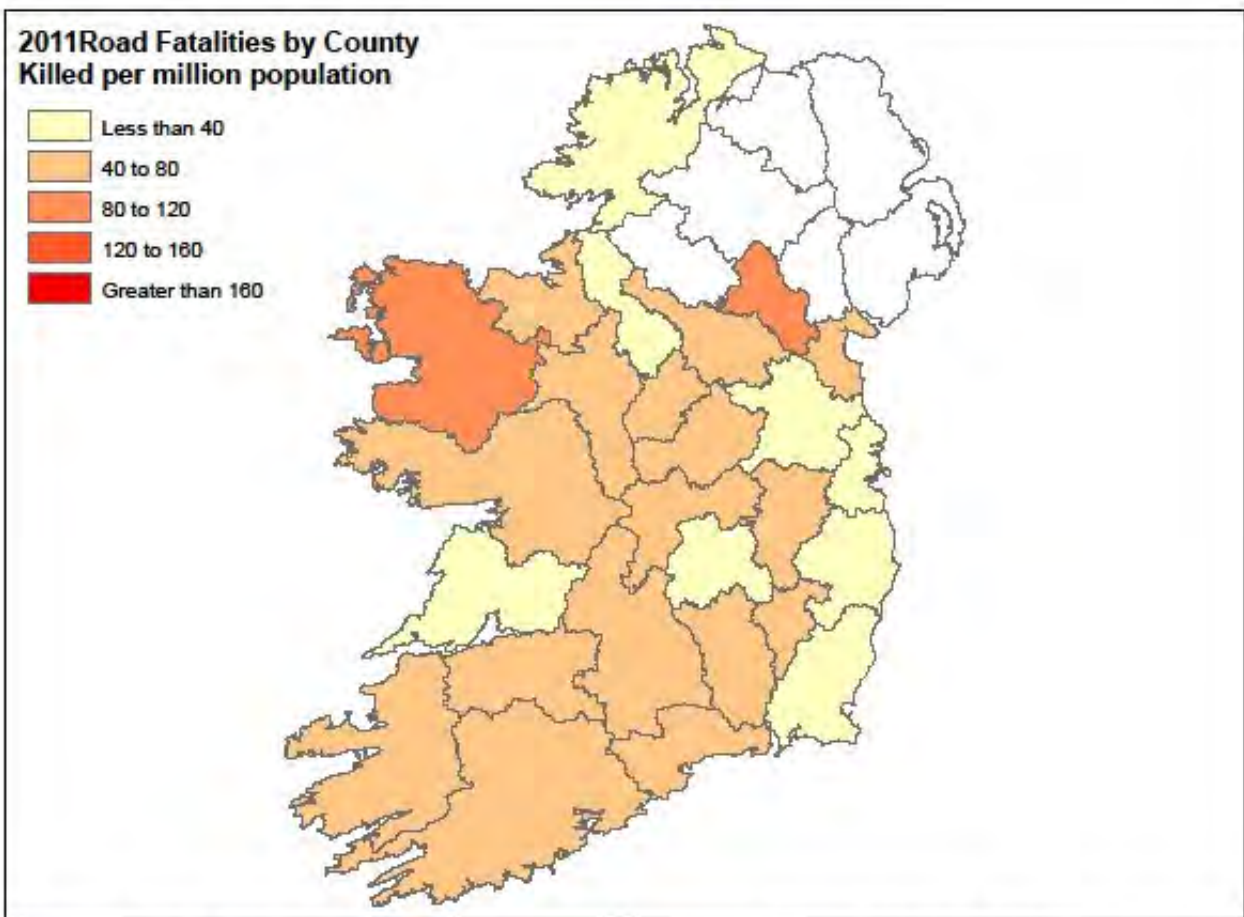 2011Road Fatalities by County
Killed per million population
Less than 40
40 to 80
80 to 120
120 to 160
Greater than 160